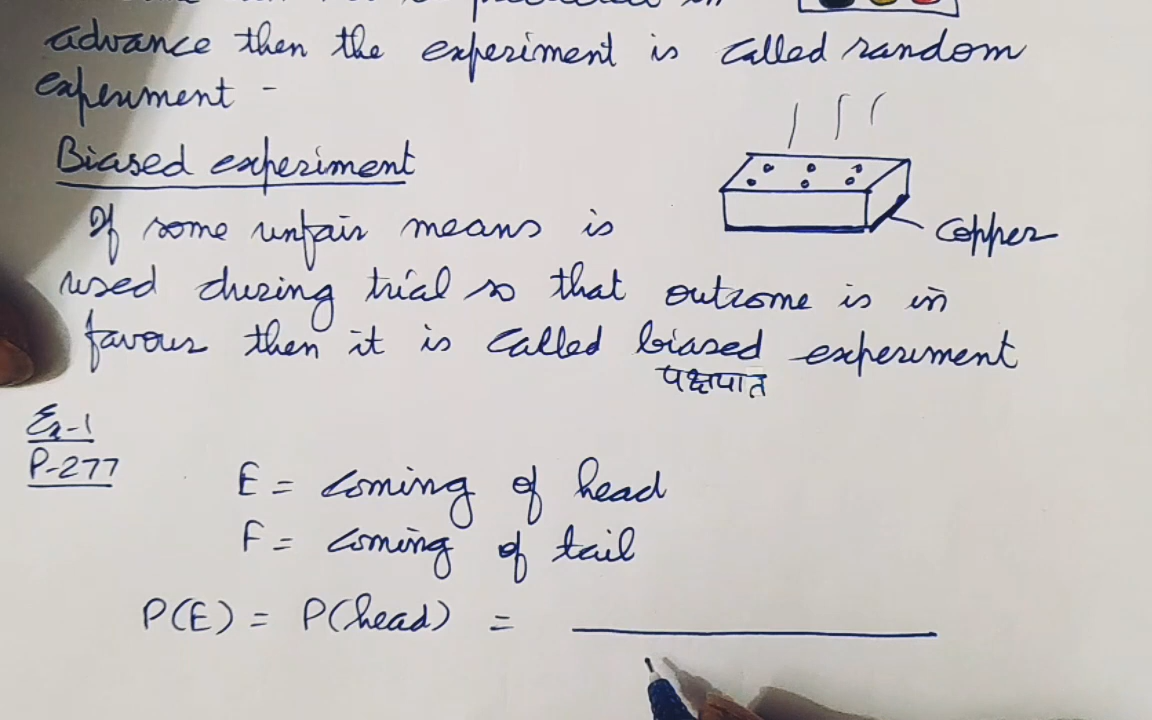 advance then the experiment is called random
experiment -
Biased experiment
If some unfair means is
used during trial so that outcome is in
favour then it is called biased experiment
पक्षपात
Copper
Ex-1
P-277
E = coming of head
F = coming of tail
P(E) = P(head) =